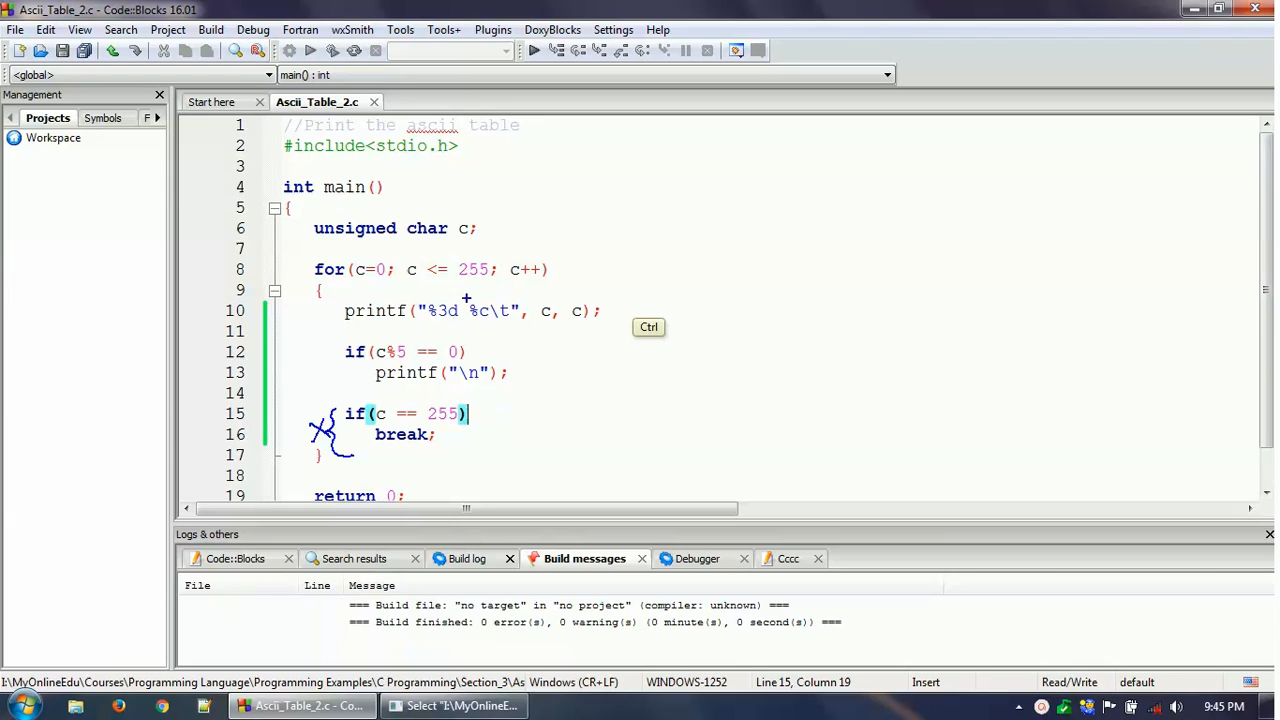 Ascii_Table_2.c - Code::Blocks 16.01
File Edit View Search Project Build Debug Fortran wxSmith Tools Tools+ Plugins DoxyBlocks Settings Help
<global> main() : int
Management
Projects Symbols F
Workspace
Start here Ascii_Table_2.c
1 //Print the ascii table
2 #include<stdio.h>
3
4 int main()
5 {
6 unsigned char c;
7
8 for(c=0; c <= 255; c++)
9 {
10 printf("%3d %c\t", c, c);
Ctrl
11
12 if(c%5 == 0)
13 printf("\n");
14
15 if(c == 255)
16 break;
17 }
18
19 return 0;
Logs & others
Code::Blocks Search results Build log Build messages Debugger Cccc
File Line Message
=== Build file: "no target" in "no project" (compiler: unknown) ===
=== Build finished: 0 error(s), 0 warning(s) (0 minute(s), 0 second(s)) ===
I:\MyOnlineEdu\Courses\Programming Language\Programming Examples\C Programming\Section_3\As Windows (CR+LF) WINDOWS-1252 Line 15, Column 19 Insert Read/Write default
Ascii_Table_2.c - Co... Select "I:\MyOnlineE... 9:45 PM